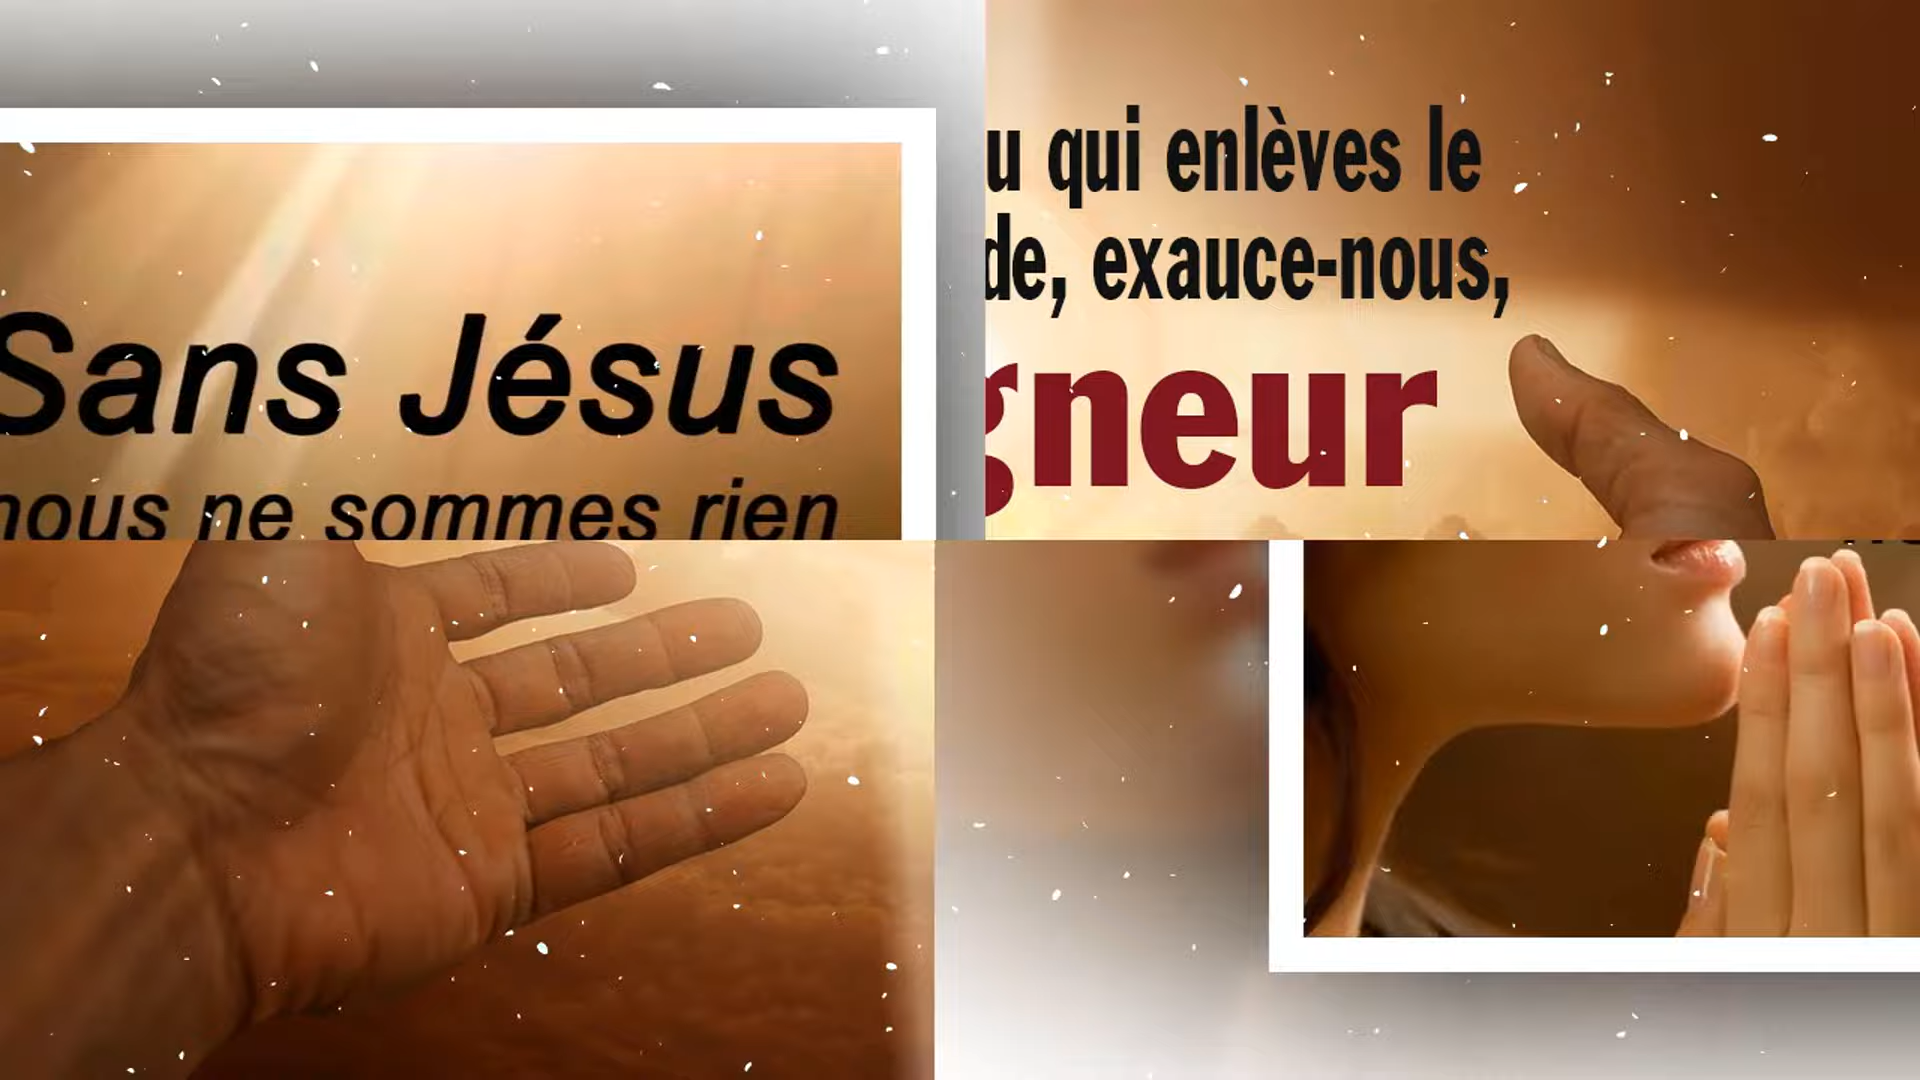 Sans Jésus
nous ne sommes rien
u qui enlèves le
de, exauce-nous,
gneur